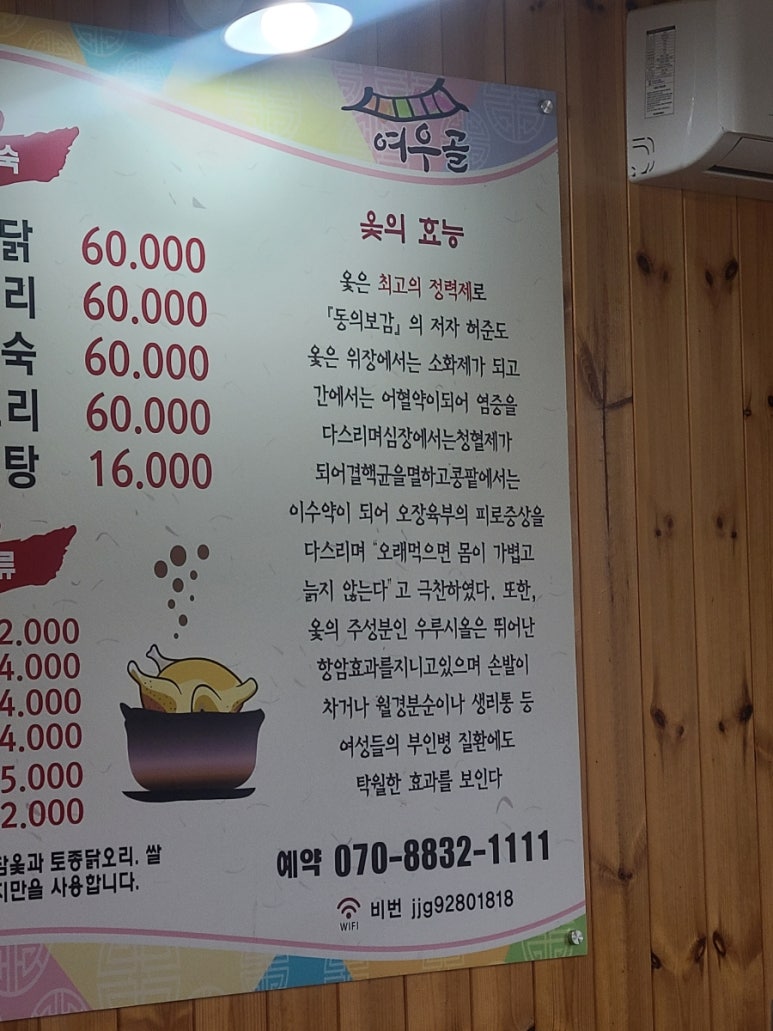 여우골
숙
닭 60.000
리 60.000
숙 60.000
리 60.000
탕 16.000
류
2.000
4.000
4.000
4.000
5.000
2.000
참옻과 토종닭오리. 쌀
지만을 사용합니다.
옻의 효능
옻은 최고의 정력제로
『동의보감』의 저자 허준도
옻은 위장에서는 소화제가 되고
간에서는 어혈약이되어 염증을
다스리며심장에서는청혈제가
되어결핵균을멸하고콩팥에서는
이수약이 되어 오장육부의 피로증상을
다스리며 "오래먹으면 몸이 가볍고
늙지 않는다"고 극찬하였다. 또한,
옻의 주성분인 우루시올은 뛰어난
항암효과를지니고있으며 손발이
차거나 월경분순이나 생리통 등
여성들의 부인병 질환에도
탁월한 효과를 보인다
예약 070-8832-1111
WIFI 비번 jjg92801818